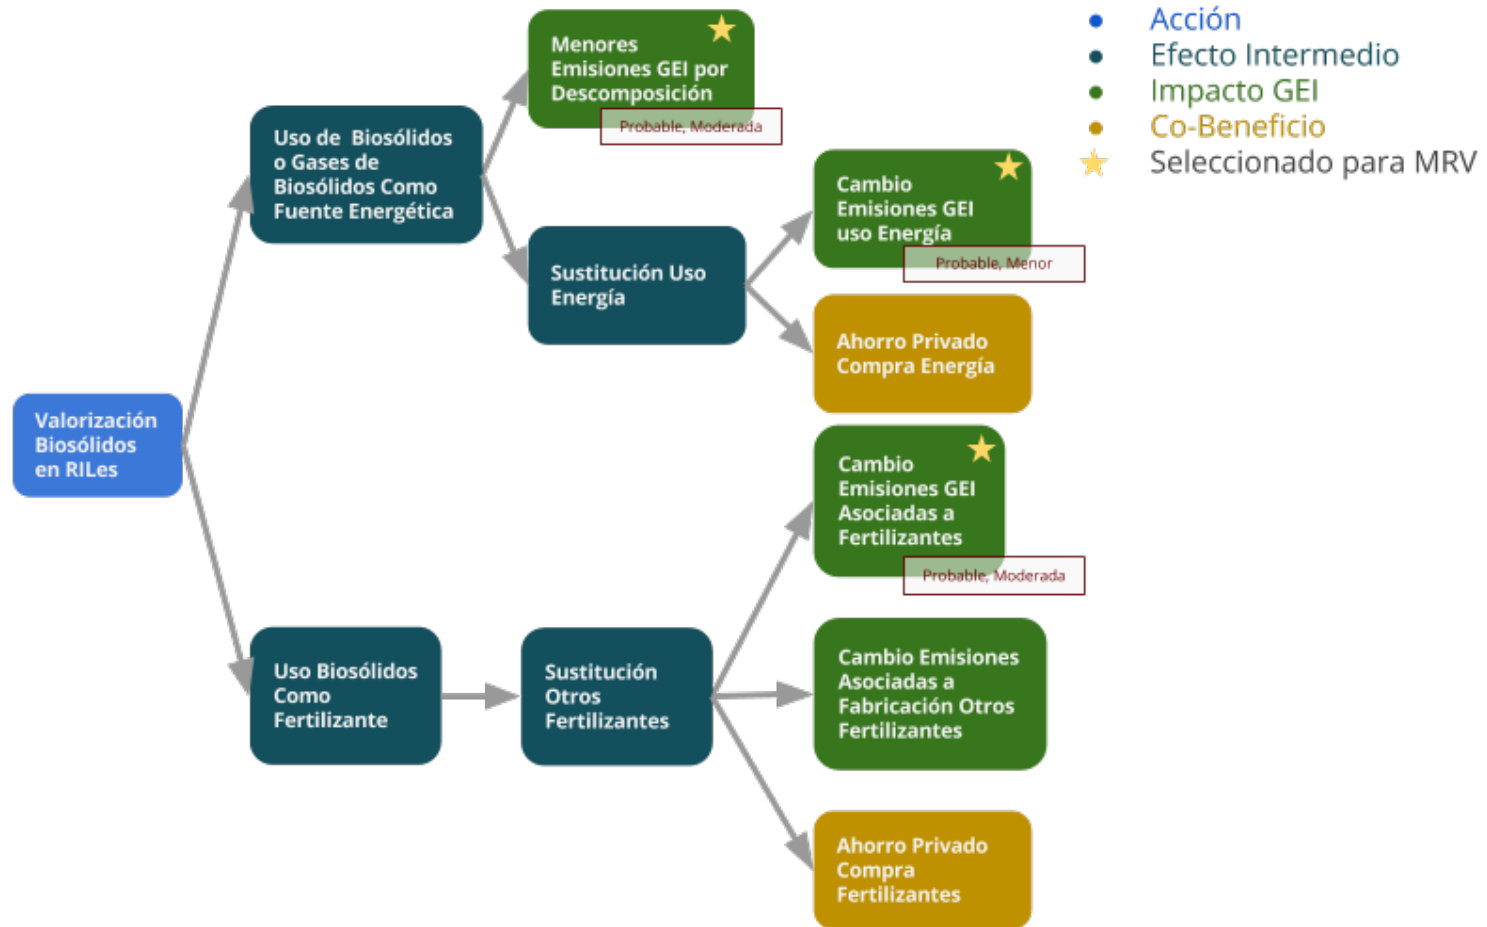 Menores
Emisiones GEI por
Descomposición
Probable, Moderada
Acción
Efecto Intermedio
Impacto GEI
Co-Beneficio
Seleccionado para MRV
Uso de Biosólidos
o Gases de
Biosólidos Como
Fuente Energética
Cambio
Emisiones GEI
uso Energía
Probable, Menor
Sustitución Uso
Energía
Ahorro Privado
Compra Energía
Valorización
Biosólidos
en RILes
Cambio
Emisiones GEI
Asociadas a
Fertilizantes
Probable, Moderada
Uso Biosólidos
Como
Fertilizante
Sustitución
Otros
Fertilizantes
Cambio Emisiones
Asociadas a
Fabricación Otros
Fertilizantes
Ahorro Privado
Compra
Fertilizantes